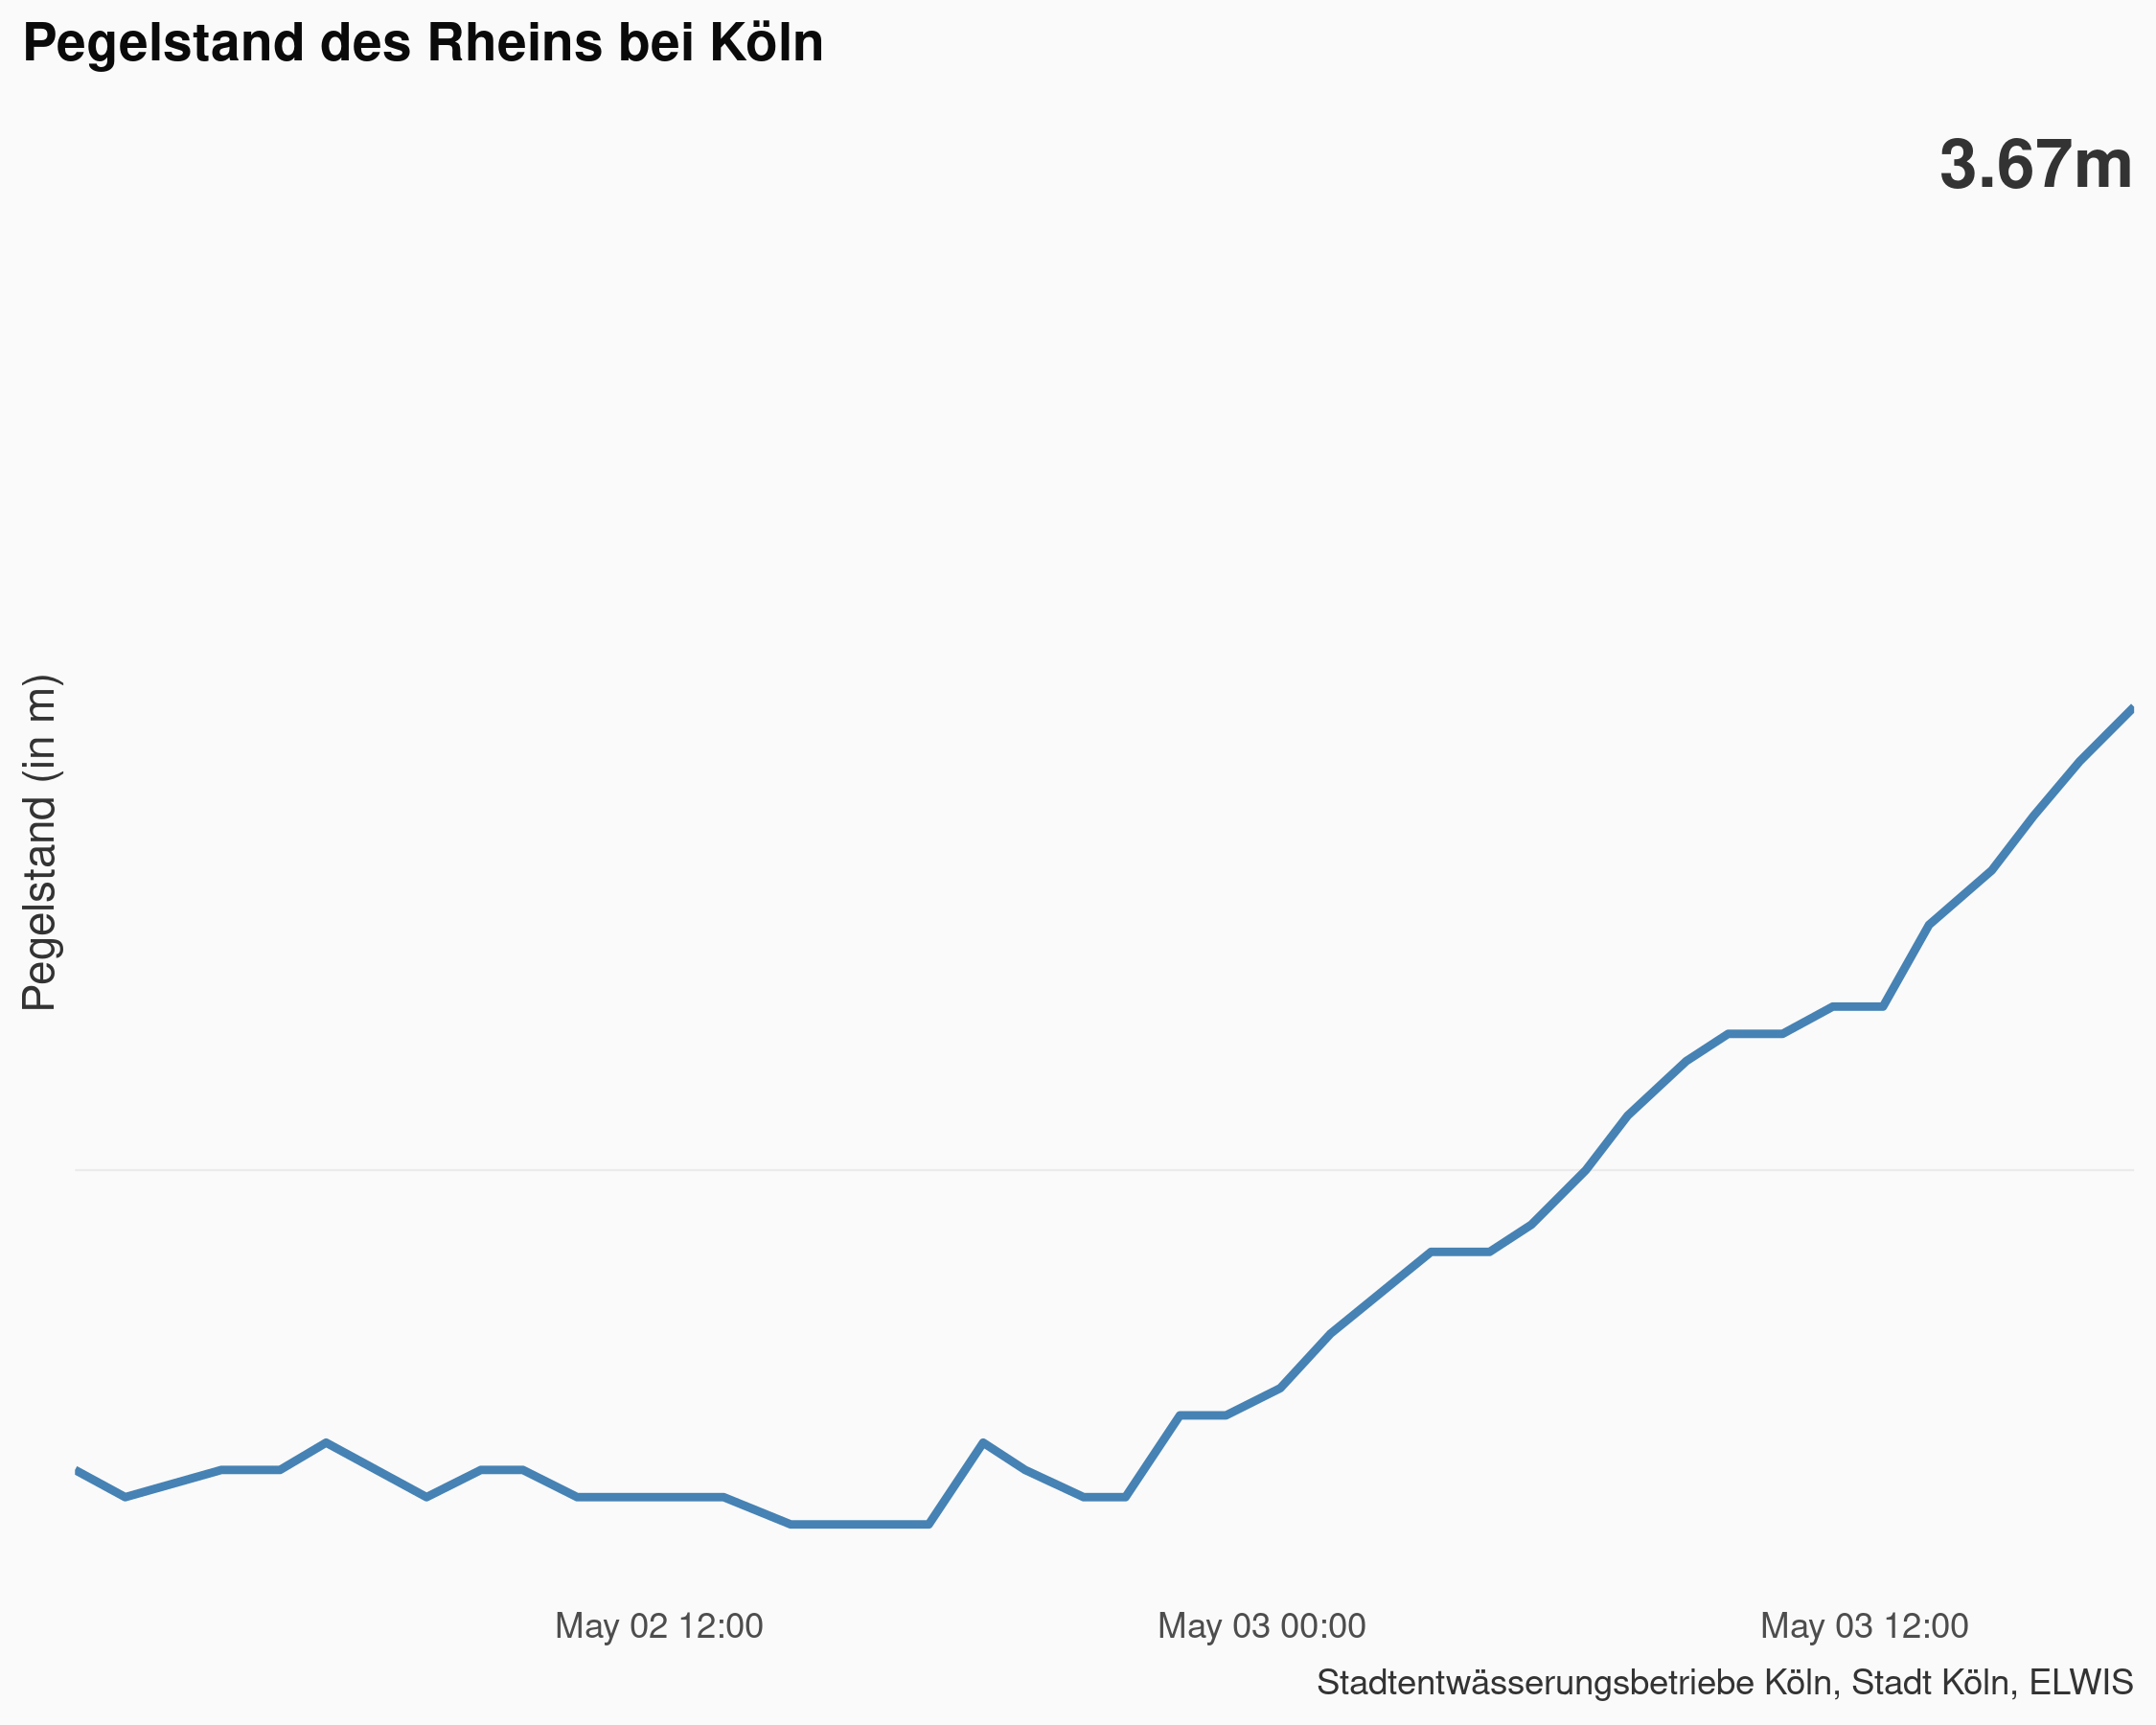 Pegelstand des Rheins bei Köln
3.67m
Pegelstand (in m)
May 02 12:00
May 03 00:00
May 03 12:00
Stadtentwässerungsbetriebe Köln, Stadt Köln, ELWIS